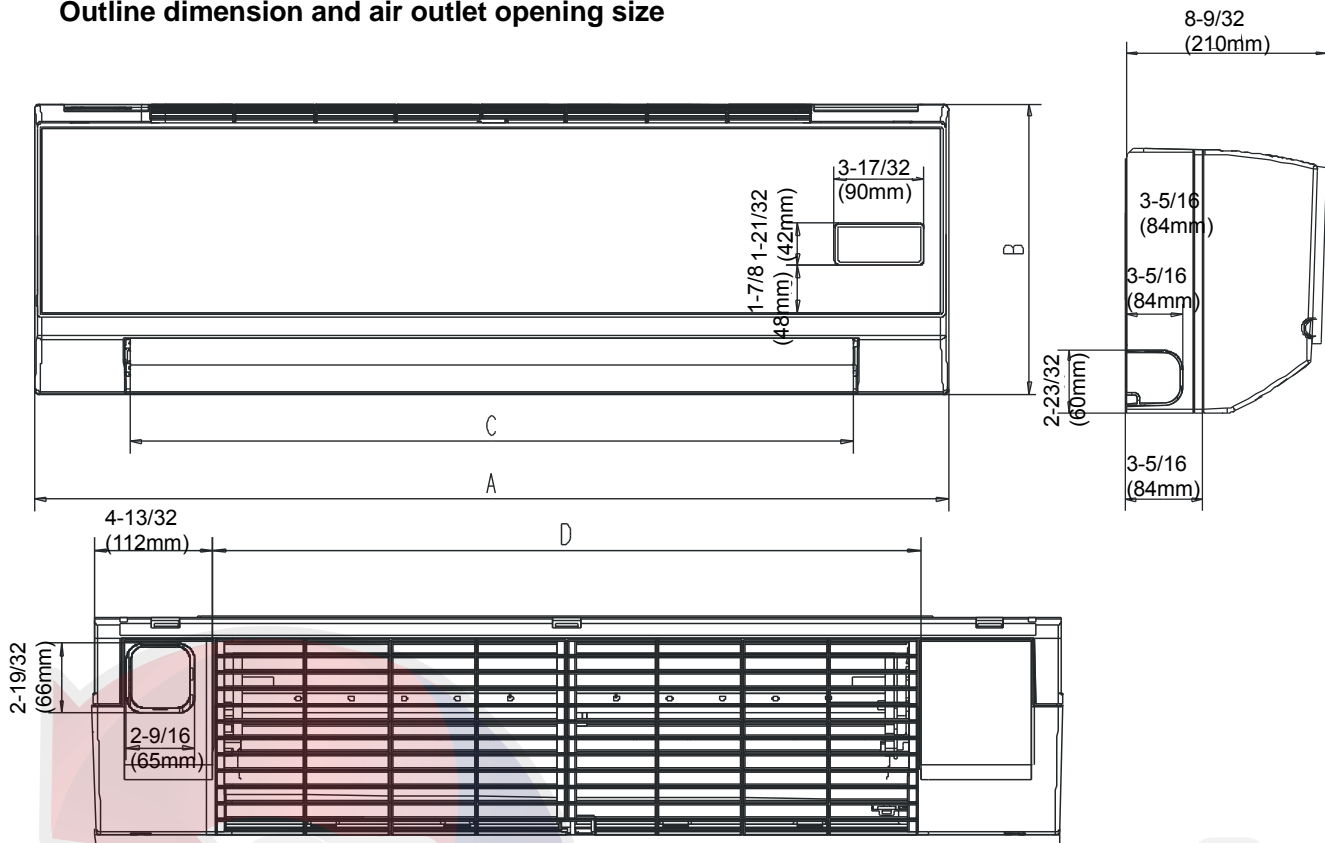 Outline dimension and air outlet opening size
8-9/32
(210mm)
3-17/32
(90mm)
1-21/32
(42mm)
1-7/8
(48mm)
B
3-5/16
(84mm)
3-5/16
(84mm)
2-23/32
(60mm)
C
3-5/16
(84mm)
A
4-13/32
(112mm)
D
2-19/32
(66mm)
2-9/16
(65mm)